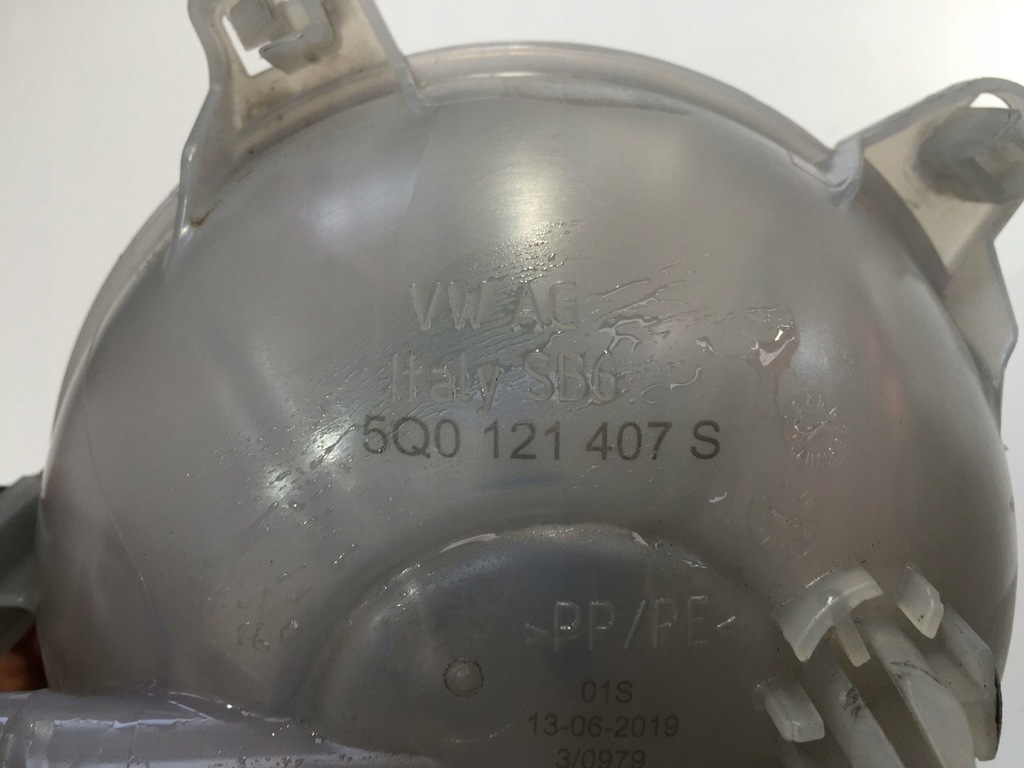 VW AG
Italy SB6
5Q0 121 407 S
>PP/PE<
01S
13-06-2019
3/0979